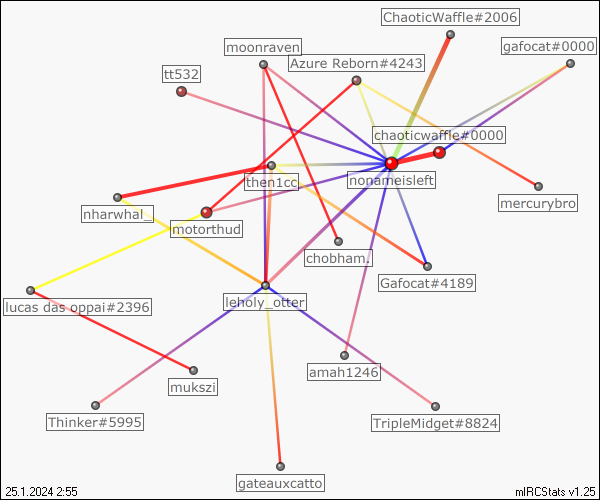 ChaoticWaffle#2006
moonraven
gafocat#0000
Azure Reborn#4243
tt532
chaoticwaffle#0000
then1cc
nonameisleft
mercurybro
nharwhal_
motorthud
chobham.
Gafocat#4189
leholy_otter
lucas das oppai#2396
amah1246
mukszi
Thinker#5995
TripleMidget#8824
gateauxcatto
25.1.2024 2:55
mIRCStats v1.25